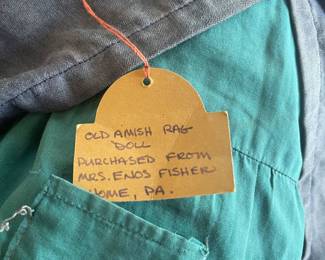 OLD AMISH RAG
DOLL
PURCHASED FROM
MRS. ENOS FISHER
HOME, PA.